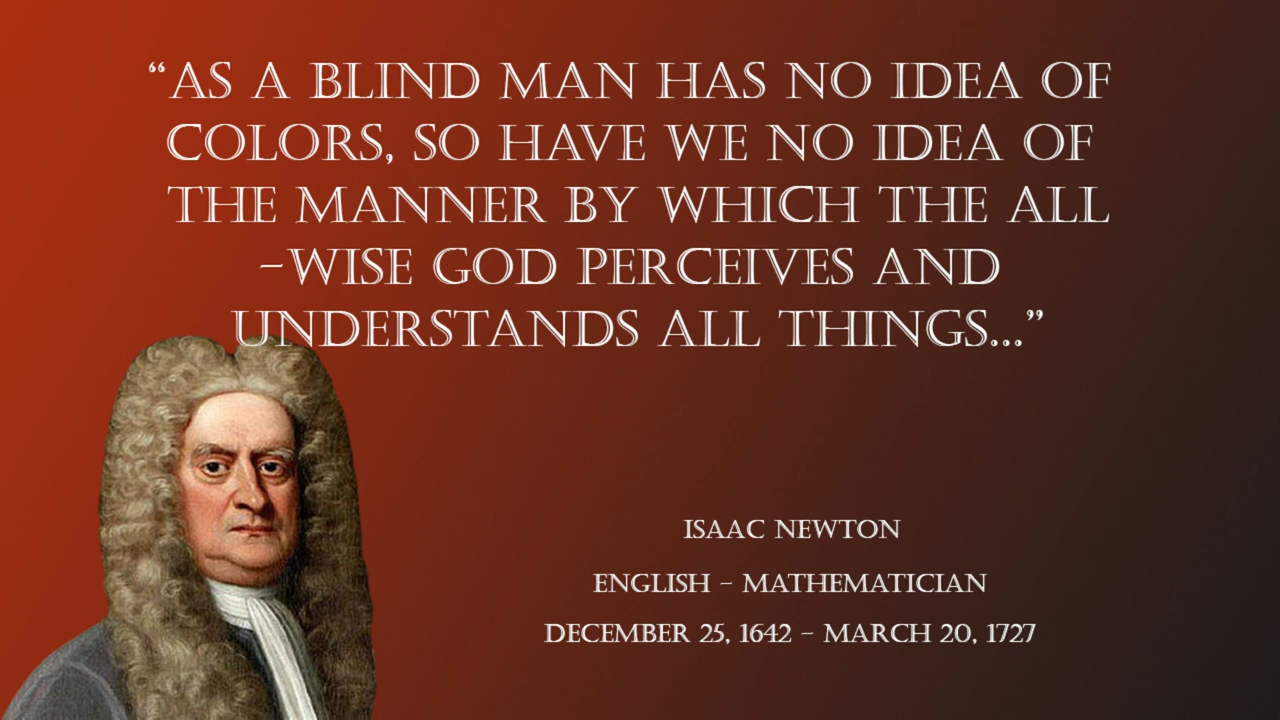 “AS A BLIND MAN HAS NO IDEA OF
COLORS, SO HAVE WE NO IDEA OF
THE MANNER BY WHICH THE ALL
-WISE GOD PERCEIVES AND
UNDERSTANDS ALL THINGS...”
ISAAC NEWTON
ENGLISH - MATHEMATICIAN
DECEMBER 25, 1642 - MARCH 20, 1727